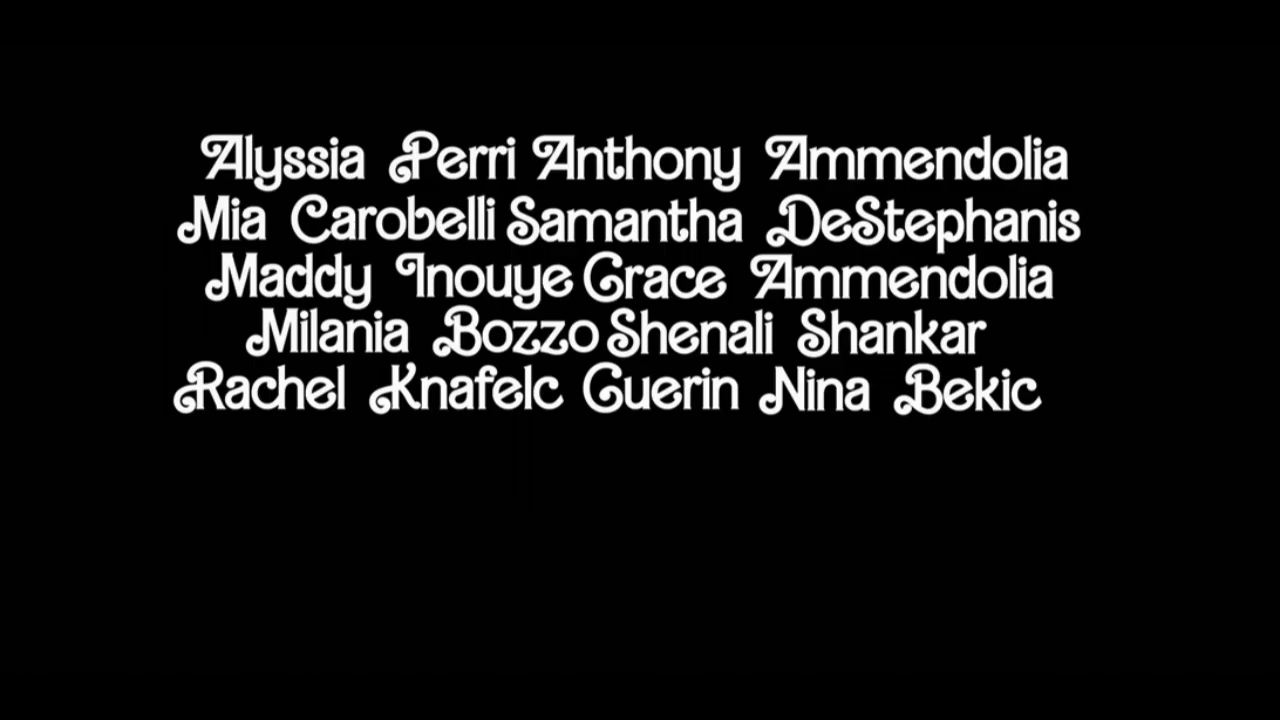 Alyssia Perri Anthony Ammendolia
Mia Carobelli Samantha DeStephanis
Maddy Inouye Grace Ammendolia
Milania Bozzo Shenali Shankar
Rachel Knafelc Guerin Nina Bekic